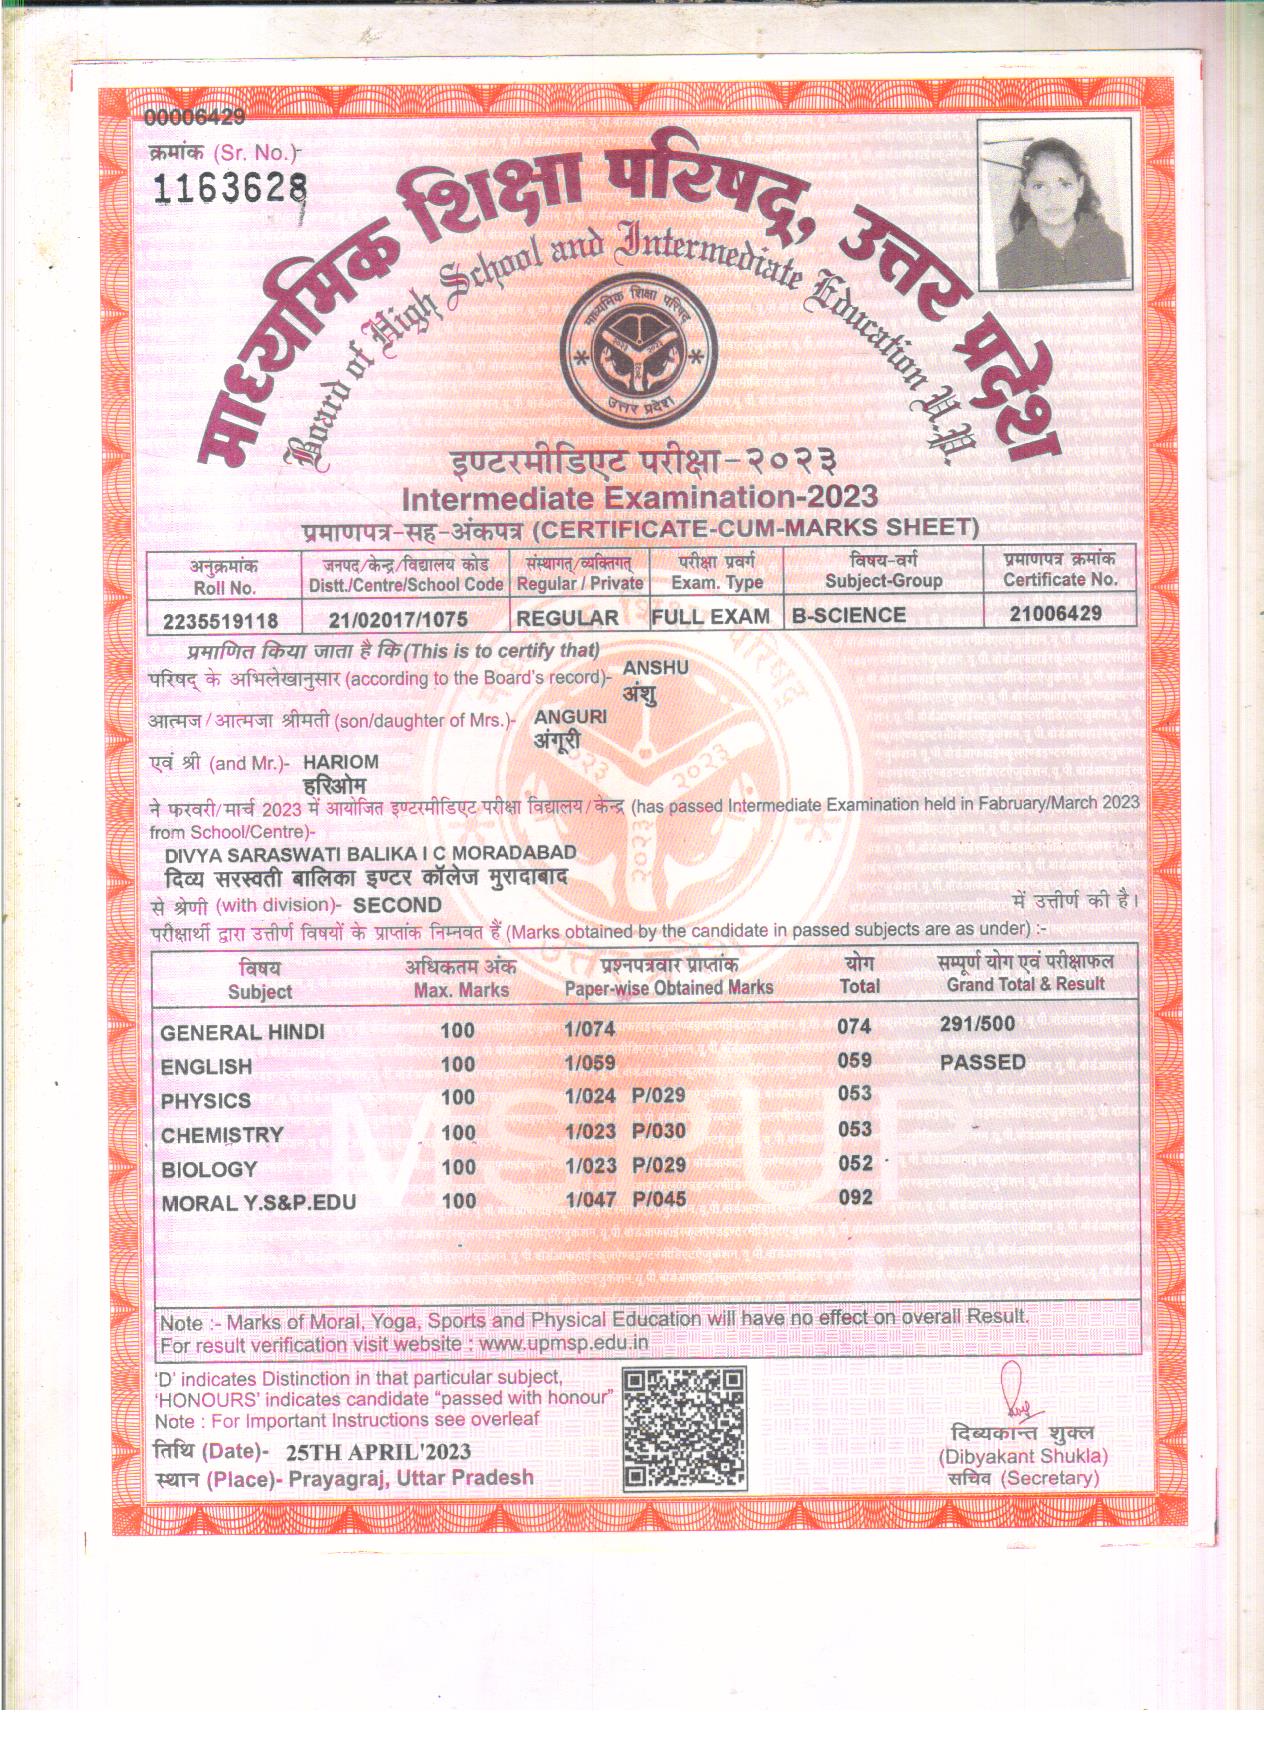 00006429
क्रमांक (Sr. No.)-
1163628
माध्यमिक शिक्षा परिषद्, उत्तर प्रदेश
Board of High School and Intermediate Education U.P.
माध्यमिक शिक्षा परिषद्
उत्तर प्रदेश
इण्टरमीडिएट परीक्षा-२०२३
Intermediate Examination-2023
प्रमाणपत्र-सह-अंकपत्र (CERTIFICATE-CUM-MARKS SHEET)
अनुक्रमांक जनपद/केन्द्र/विद्यालय कोड संस्थागत/व्यक्तिगत परीक्षा प्रवर्ग विषय-वर्ग प्रमाणपत्र क्रमांक
Roll No. Distt./Centre/School Code Regular / Private Exam. Type Subject-Group Certificate No.
2235519118 21/02017/1075 REGULAR FULL EXAM B-SCIENCE 21006429
प्रमाणित किया जाता है कि (This is to certify that)
परिषद् के अभिलेखानुसार (according to the Board's record)- ANSHU
अंशु
आत्मज/आत्मजा श्रीमती (son/daughter of Mrs.)- ANGURI
अंगूरी
एवं श्री (and Mr.)- HARIOM
हरिओम
ने फरवरी/मार्च 2023 में आयोजित इण्टरमीडिएट परीक्षा विद्यालय/केन्द्र (has passed Intermediate Examination held in Fabruary/March 2023
from School/Centre)-
DIVYA SARASWATI BALIKA I C MORADABAD
दिव्य सरस्वती बालिका इण्टर कॉलेज मुरादाबाद
से श्रेणी (with division)- SECOND में उत्तीर्ण की है।
परीक्षार्थी द्वारा उत्तीर्ण विषयों के प्राप्तांक निम्नवत हैं (Marks obtained by the candidate in passed subjects are as under) :-
विषय अधिकतम अंक प्रश्नपत्रवार प्राप्तांक योग सम्पूर्ण योग एवं परीक्षाफल
Subject Max. Marks Paper-wise Obtained Marks Total Grand Total & Result
GENERAL HINDI 100 1/074 074 291/500
ENGLISH 100 1/059 059 PASSED
PHYSICS 100 1/024 P/029 053
CHEMISTRY 100 1/023 P/030 053
BIOLOGY 100 1/023 P/029 052
MORAL Y.S&P.EDU 100 1/047 P/045 092
Note :- Marks of Moral, Yoga, Sports and Physical Education will have no effect on overall Result.
For result verification visit website : www.upmsp.edu.in
'D' indicates Distinction in that particular subject,
'HONOURS' indicates candidate "passed with honour"
Note : For Important Instructions see overleaf
तिथि (Date)- 25TH APRIL'2023
स्थान (Place)- Prayagraj, Uttar Pradesh
दिब्यकान्त शुक्ल
(Dibyakant Shukla)
सचिव (Secretary)